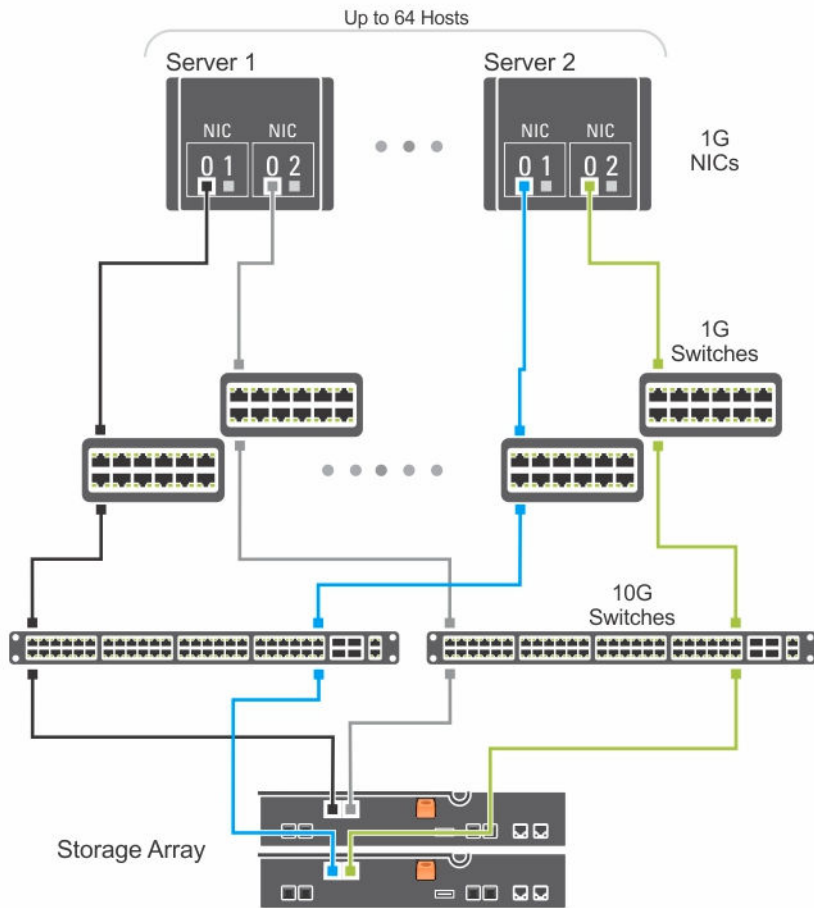 Up to 64 Hosts
Server 1
Server 2
NIC NIC
NIC NIC
0 1 0 2
0 1 0 2
1G
NICs
1G
Switches
10G
Switches
Storage Array